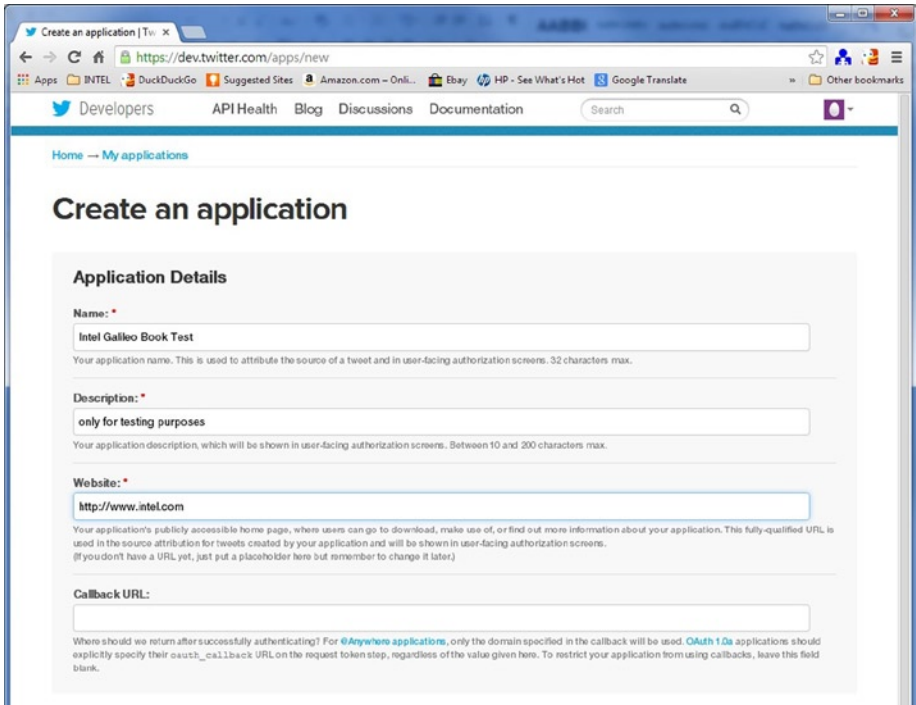 Create an application | Tw
https://dev.twitter.com/apps/new
Apps INTEL DuckDuckGo Suggested Sites Amazon.com – Onli... Ebay HP - See What's Hot Google Translate » Other bookmarks
Developers API Health Blog Discussions Documentation Search
Home → My applications
Create an application
Application Details
Name: *
Intel Galileo Book Test
Your application name. This is used to attribute the source of a tweet and in user-facing authorization screens. 32 characters max.
Description: *
only for testing purposes
Your application description, which will be shown in user-facing authorization screens. Between 10 and 200 characters max.
Website: *
http://www.intel.com
Your application's publicly accessible home page, where users can go to download, make use of, or find out more information about your application. This fully-qualified URL is
used in the source attribution for tweets created by your application and will be shown in user-facing authorization screens.
(If you don't have a URL yet, just put a placeholder here but remember to change it later.)
Callback URL:
Where should we return after successfully authenticating? For @Anywhere applications, only the domain specified in the callback will be used. OAuth 1.0a applications should
explicitly specify their oauth_callback URL on the request token step, regardless of the value given here. To restrict your application from using callbacks, leave this field
blank.